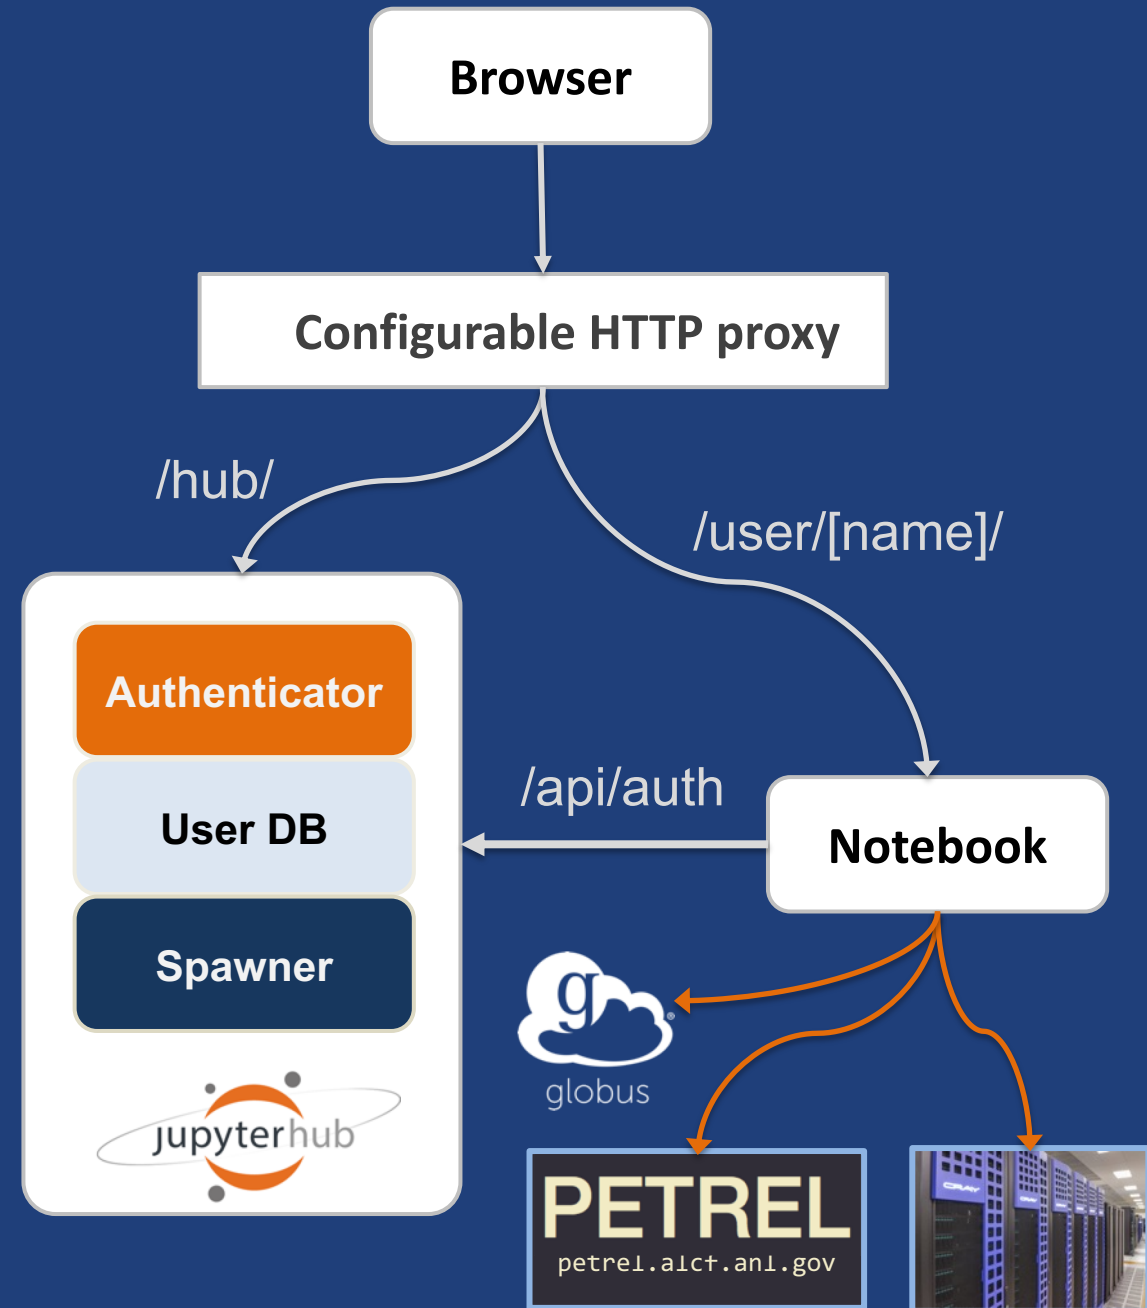 Browser
Configurable HTTP proxy
/hub/
/user/[name]/
Authenticator
/api/auth
User DB
Notebook
Spawner
g
®
globus
jupyterhub
PETREL
petrel.alcf.anl.gov
CRAY